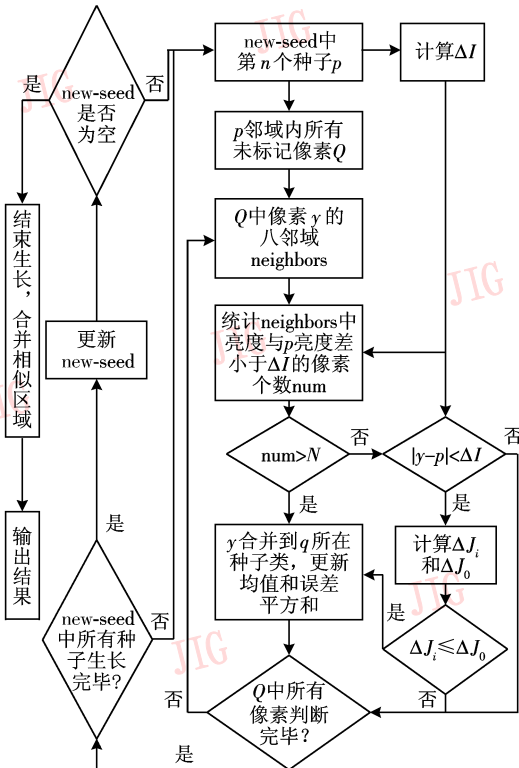 new-seed中
第n个种子p
计算ΔI
p邻域内所有
未标记像素Q
Q中像素y的
八邻域
neighbors
统计neighbors中
亮度与p亮度差
小于ΔI的像素
个数num
num>N
否
是
|y-p|<ΔI
否
是
计算ΔJi
和ΔJ0
ΔJi≤ΔJ0
是
否
y合并到q所在
种子类，更新
均值和误差
平方和
Q中所有
像素判断
完毕？
否
是
new-seed
中所有种
子生长
完毕?
否
是
更新
new-seed
new-seed
是否
为空
否
是
结束生长，合并相似区域
输出结果
JIG
JIG
JIG
JIG
JIG
JIG
JIG